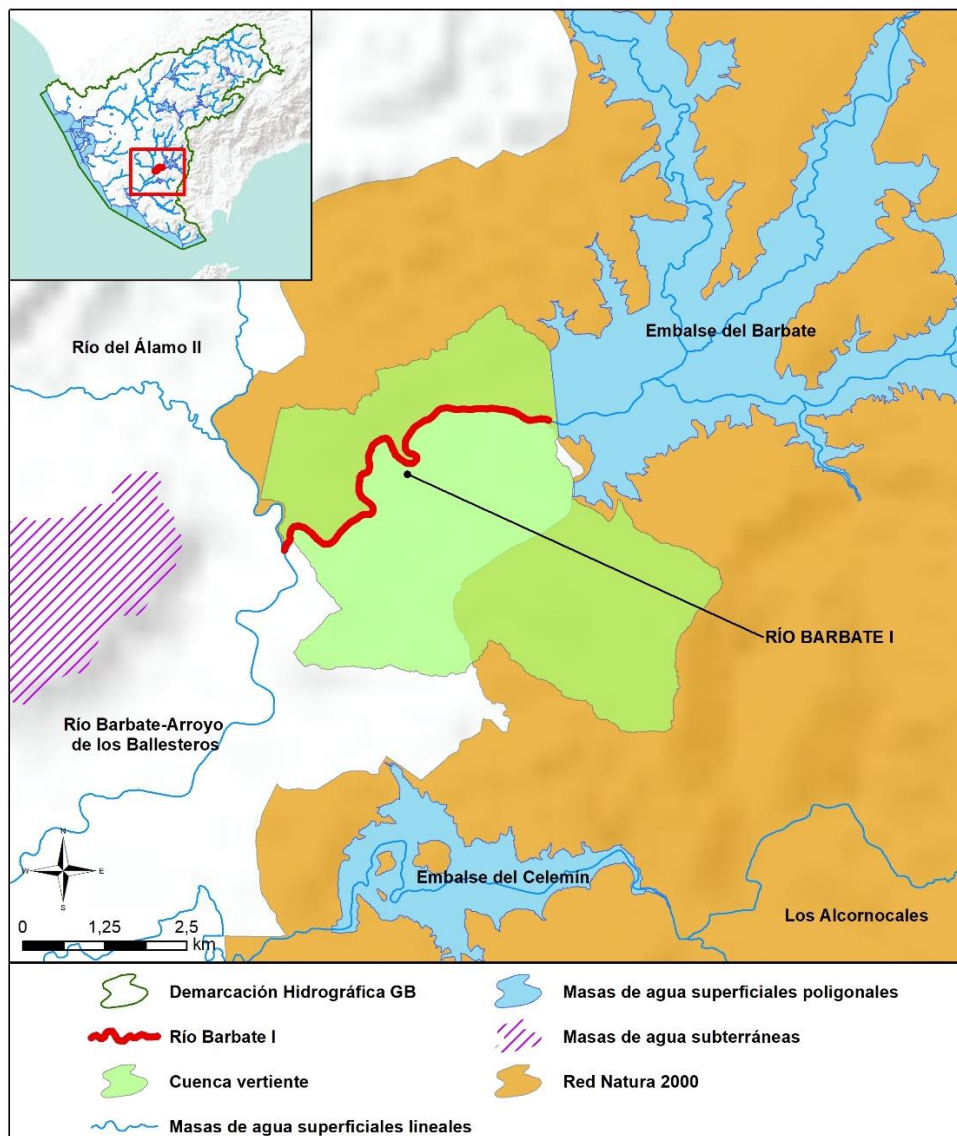 Río del Álamo II
Embalse del Barbate
RÍO BARBATE I
Río Barbate-Arroyo
de los Ballesteros
Embalse del Celemín
Los Alcornocales
N
W
E
S
0
1,25
2,5
km
Demarcación Hidrográfica GB
Masas de agua superficiales poligonales
Río Barbate I
Masas de agua subterráneas
Cuenca vertiente
Red Natura 2000
Masas de agua superficiales lineales